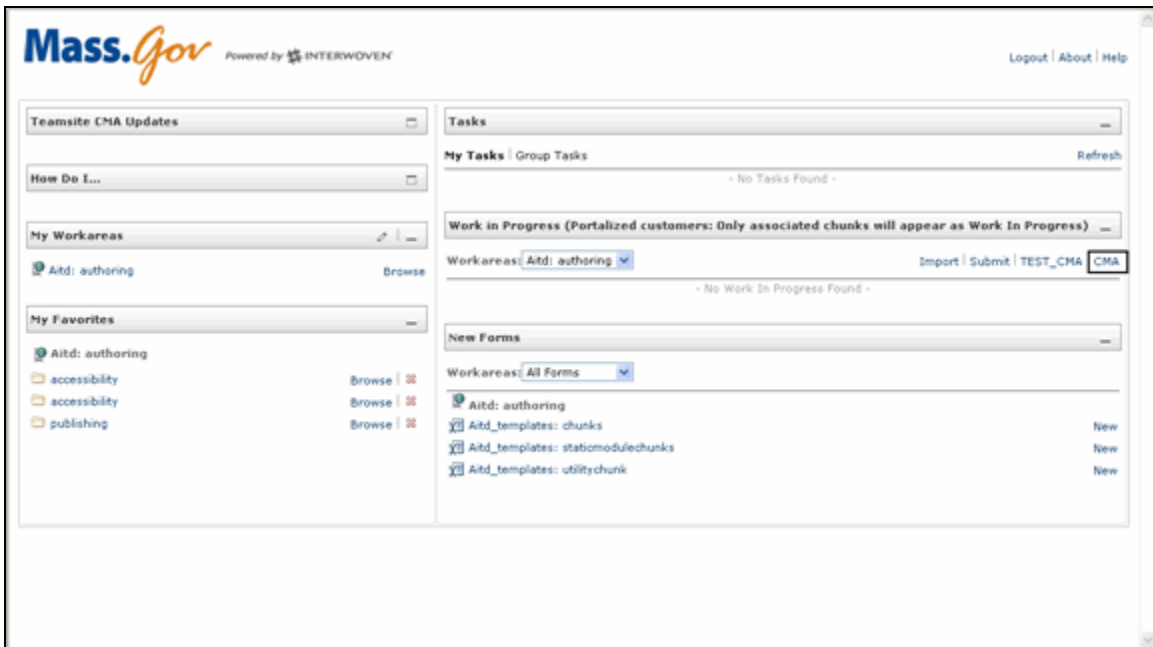 Mass.Gov Powered by INTERWOVEN
Logout | About | Help
Teamsite CMA Updates
How Do I...
My Workareas
Aitd: authoring Browse
My Favorites
Aitd: authoring
accessibility Browse |
accessibility Browse |
publishing Browse |
Tasks
My Tasks | Group Tasks Refresh
- No Tasks Found -
Work in Progress (Portalized customers: Only associated chunks will appear as Work In Progress)
Workareas: Aitd: authoring Import | Submit | TEST_CMA CMA
- No Work In Progress Found -
New Forms
Workareas: All Forms
Aitd: authoring
Aitd_templates: chunks New
Aitd_templates: staticmodulechunks New
Aitd_templates: utilitychunk New